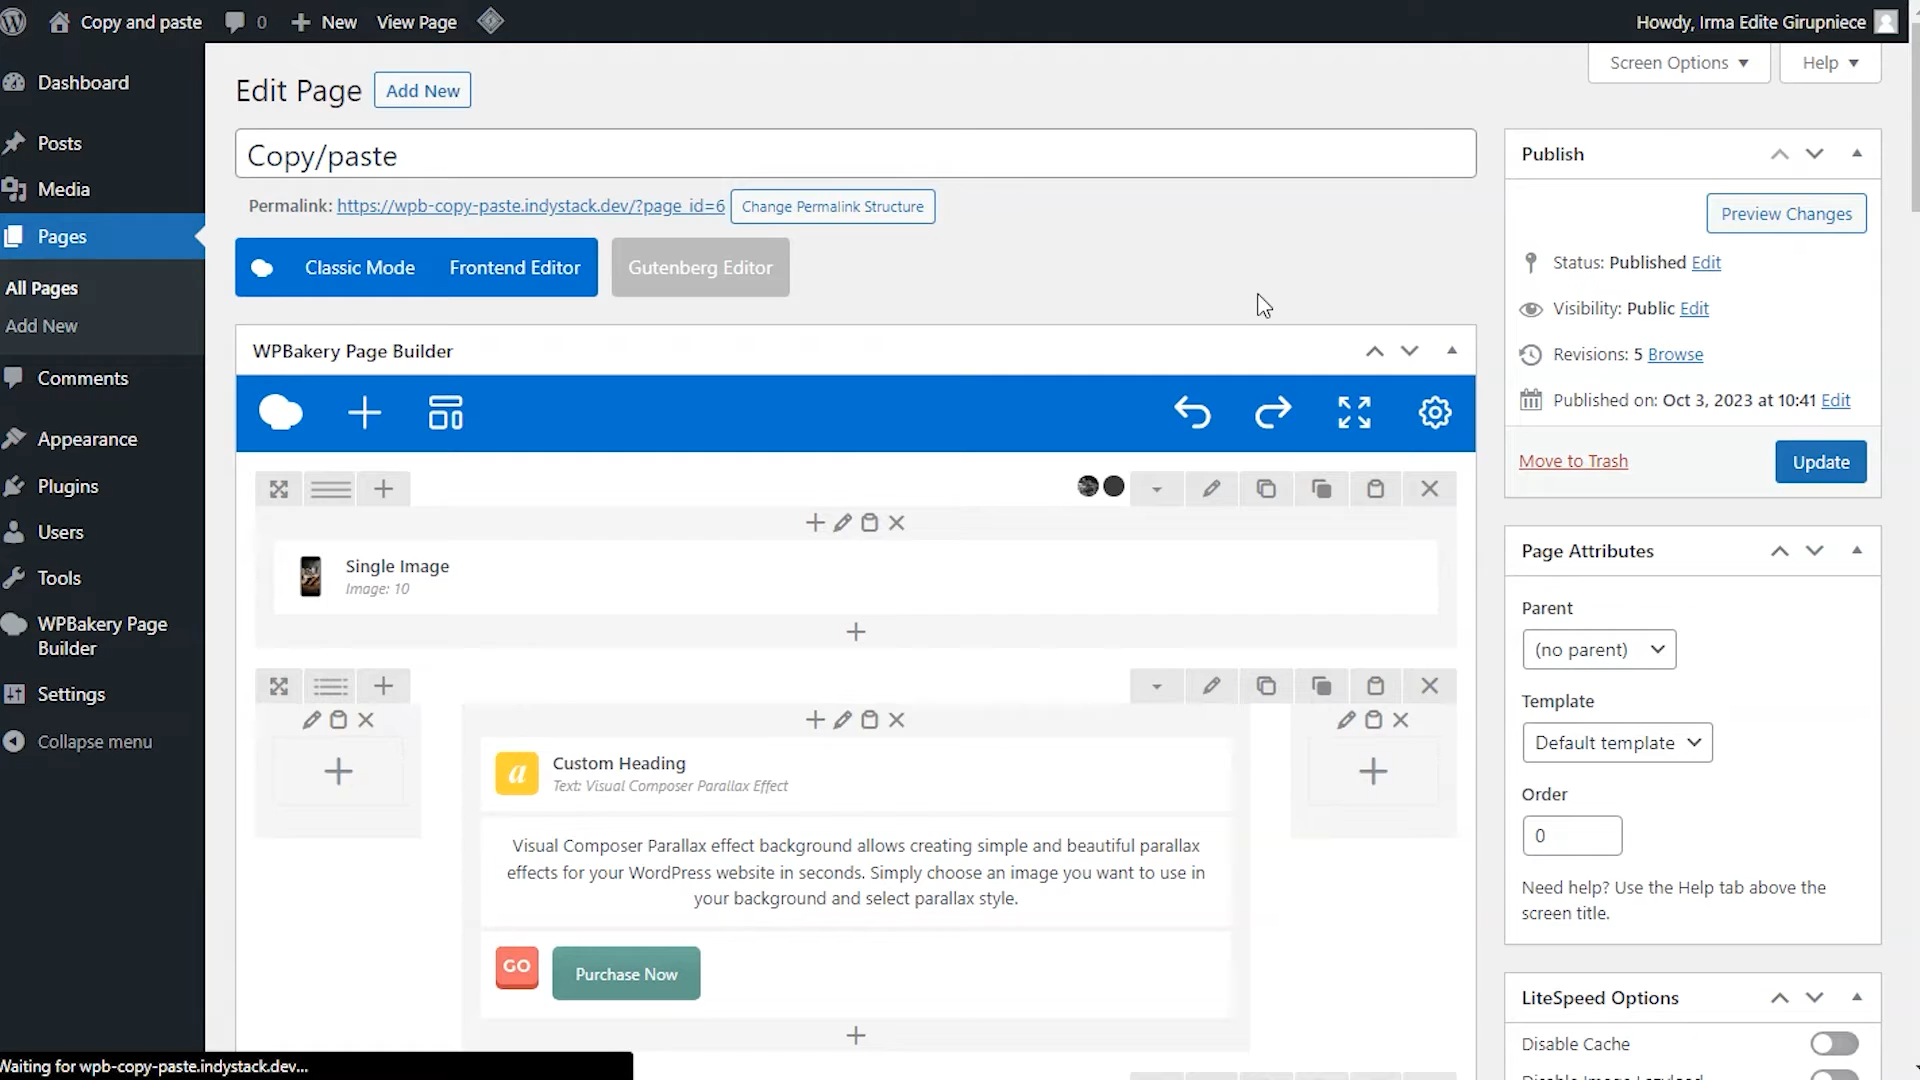 Copy and paste
0
New
View Page
Howdy, Irma Edite Girupniece
Dashboard
Posts
Media
Pages
All Pages
Add New
Comments
Appearance
Plugins
Users
Tools
WPBakery Page
Builder
Settings
Collapse menu
Screen Options
Help
Edit Page
Add New
Copy/paste
Permalink: https://wpb-copy-paste.indystack.dev/?page_id=6
Change Permalink Structure
Classic Mode
Frontend Editor
Gutenberg Editor
WPBakery Page Builder
Single Image
Image: 10
a
Custom Heading
Text: Visual Composer Parallax Effect
Visual Composer Parallax effect background allows creating simple and beautiful parallax
effects for your WordPress website in seconds. Simply choose an image you want to use in
your background and select parallax style.
GO
Purchase Now
Publish
Preview Changes
Status: Published Edit
Visibility: Public Edit
Revisions: 5 Browse
Published on: Oct 3, 2023 at 10:41 Edit
Move to Trash
Update
Page Attributes
Parent
(no parent)
Template
Default template
Order
0
Need help? Use the Help tab above the
screen title.
LiteSpeed Options
Disable Cache
Disable Image Lazyload
Waiting for wpb-copy-paste.indystack.dev...